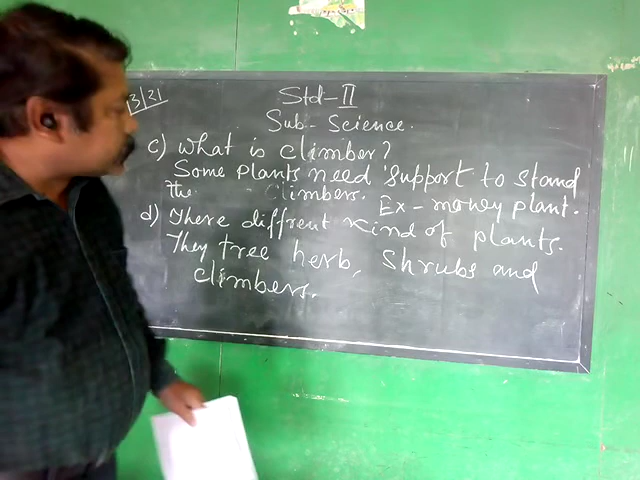 3/21
Std-II
Sub- Science.
c) What is climber?
Some plants need support to stand
the climbers. Ex-money plant.
d) There diffrent kind of plants.
They tree herb, shrubs and
climbers.